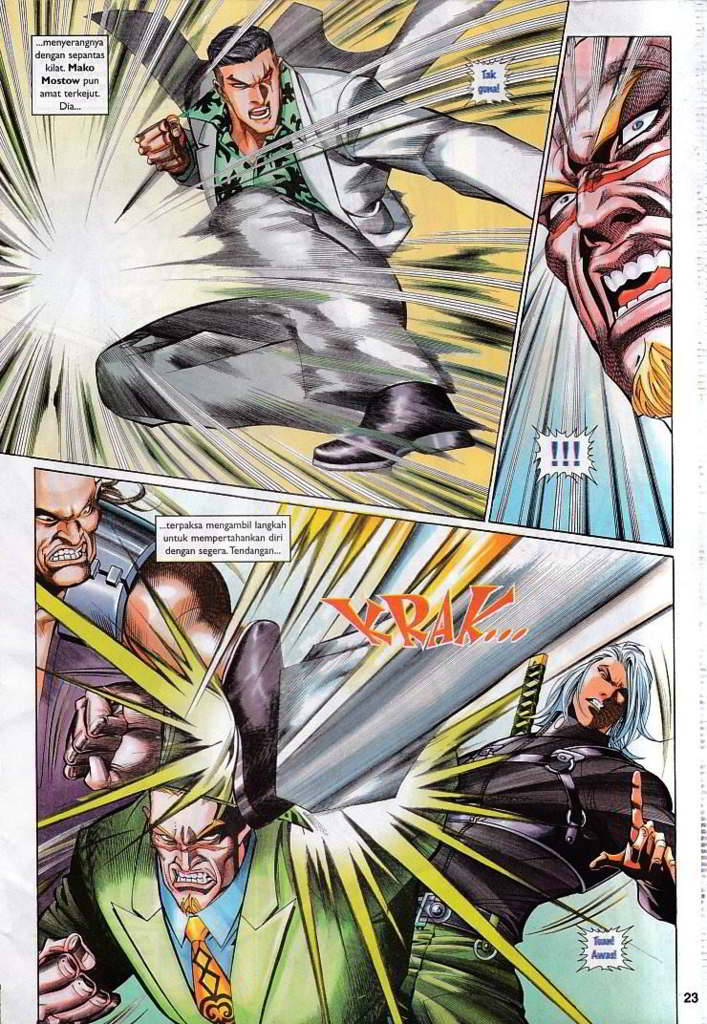 ...menyerangnya
dengan sepantas
kilat. Mako
Mostow pun
amat terkejut.
Dia...
Tak
guna!
!!!
...terpaksa mengambil langkah
untuk mempertahankan diri
dengan segera. Tendangan...
KRAK...
Tuan!
Awas!
23